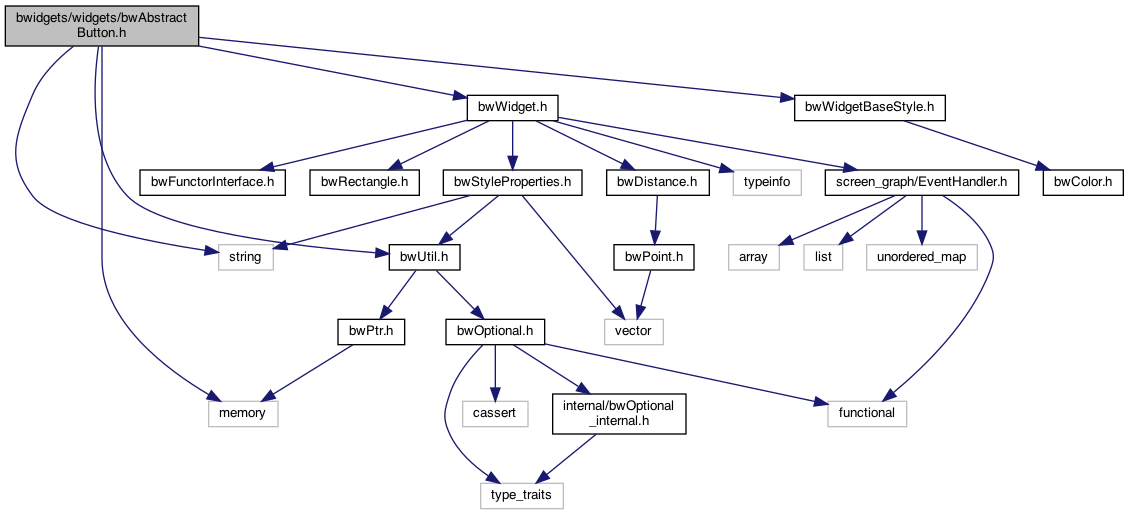 bwidgets/widgets/bwAbstract
Button.h
bwWidget.h
bwWidgetBaseStyle.h
bwFunctorInterface.h
bwRectangle.h
bwStyleProperties.h
bwDistance.h
typeinfo
screen_graph/EventHandler.h
bwColor.h
string
bwUtil.h
bwPoint.h
array
list
unordered_map
bwPtr.h
bwOptional.h
vector
memory
cassert
internal/bwOptional
_internal.h
functional
type_traits